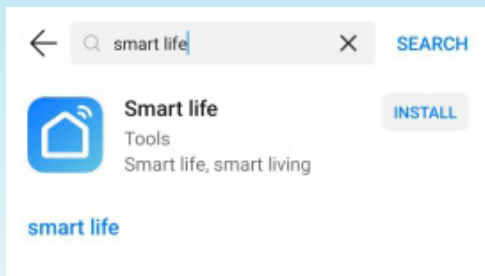 smart life SEARCH
Smart life INSTALL
Tools
Smart life, smart living
smart life